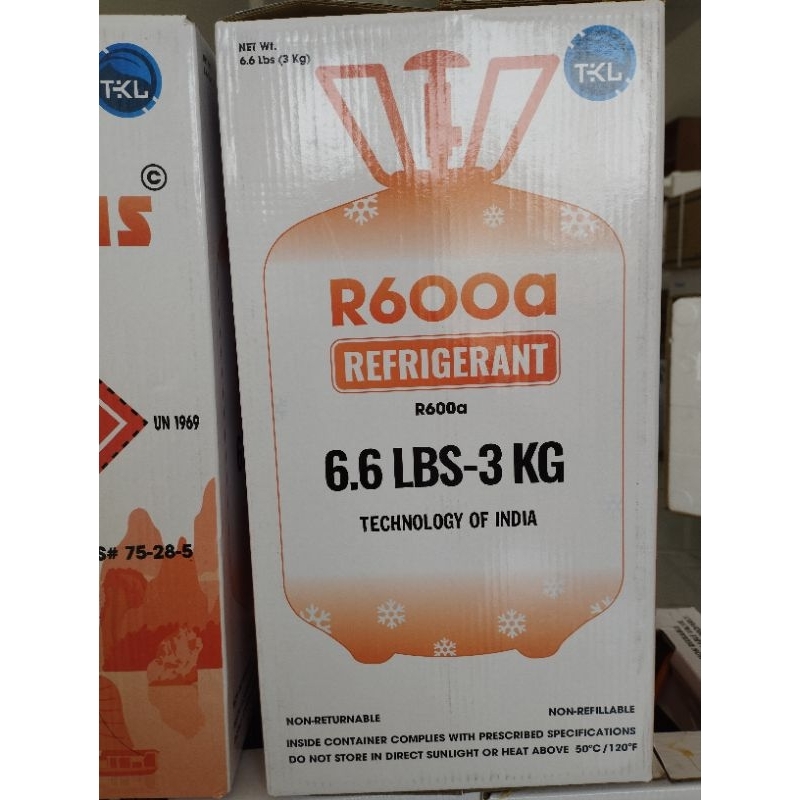 NET Wt.
6.6 Lbs (3 Kg)
TKL
R600a
REFRIGERANT
R600a
6.6 LBS-3 KG
TECHNOLOGY OF INDIA
NON-RETURNABLE
NON-REFILLABLE
INSIDE CONTAINER COMPLIES WITH PRESCRIBED SPECIFICATIONS
DO NOT STORE IN DIRECT SUNLIGHT OR HEAT ABOVE 50°C/120°F
TKL
©
UN 1969
S# 75-28-5